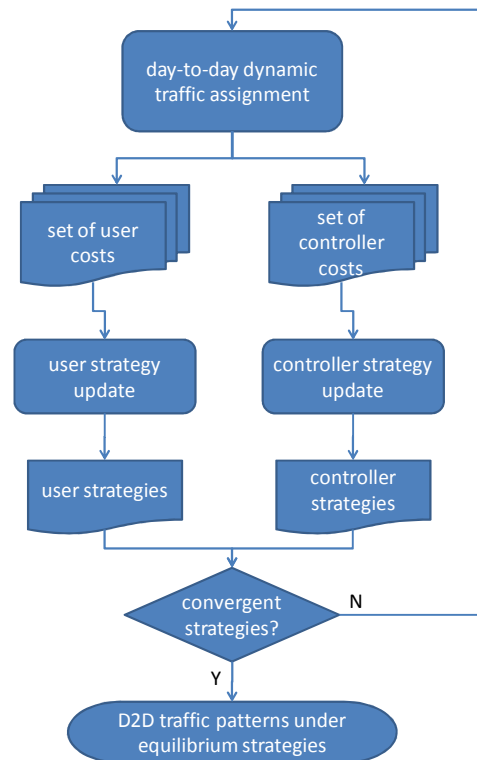 day-to-day dynamic
traffic assignment
set of user
costs
set of
controller
costs
user strategy
update
controller strategy
update
user strategies
controller
strategies
convergent
strategies?
N
Y
D2D traffic patterns under
equilibrium strategies